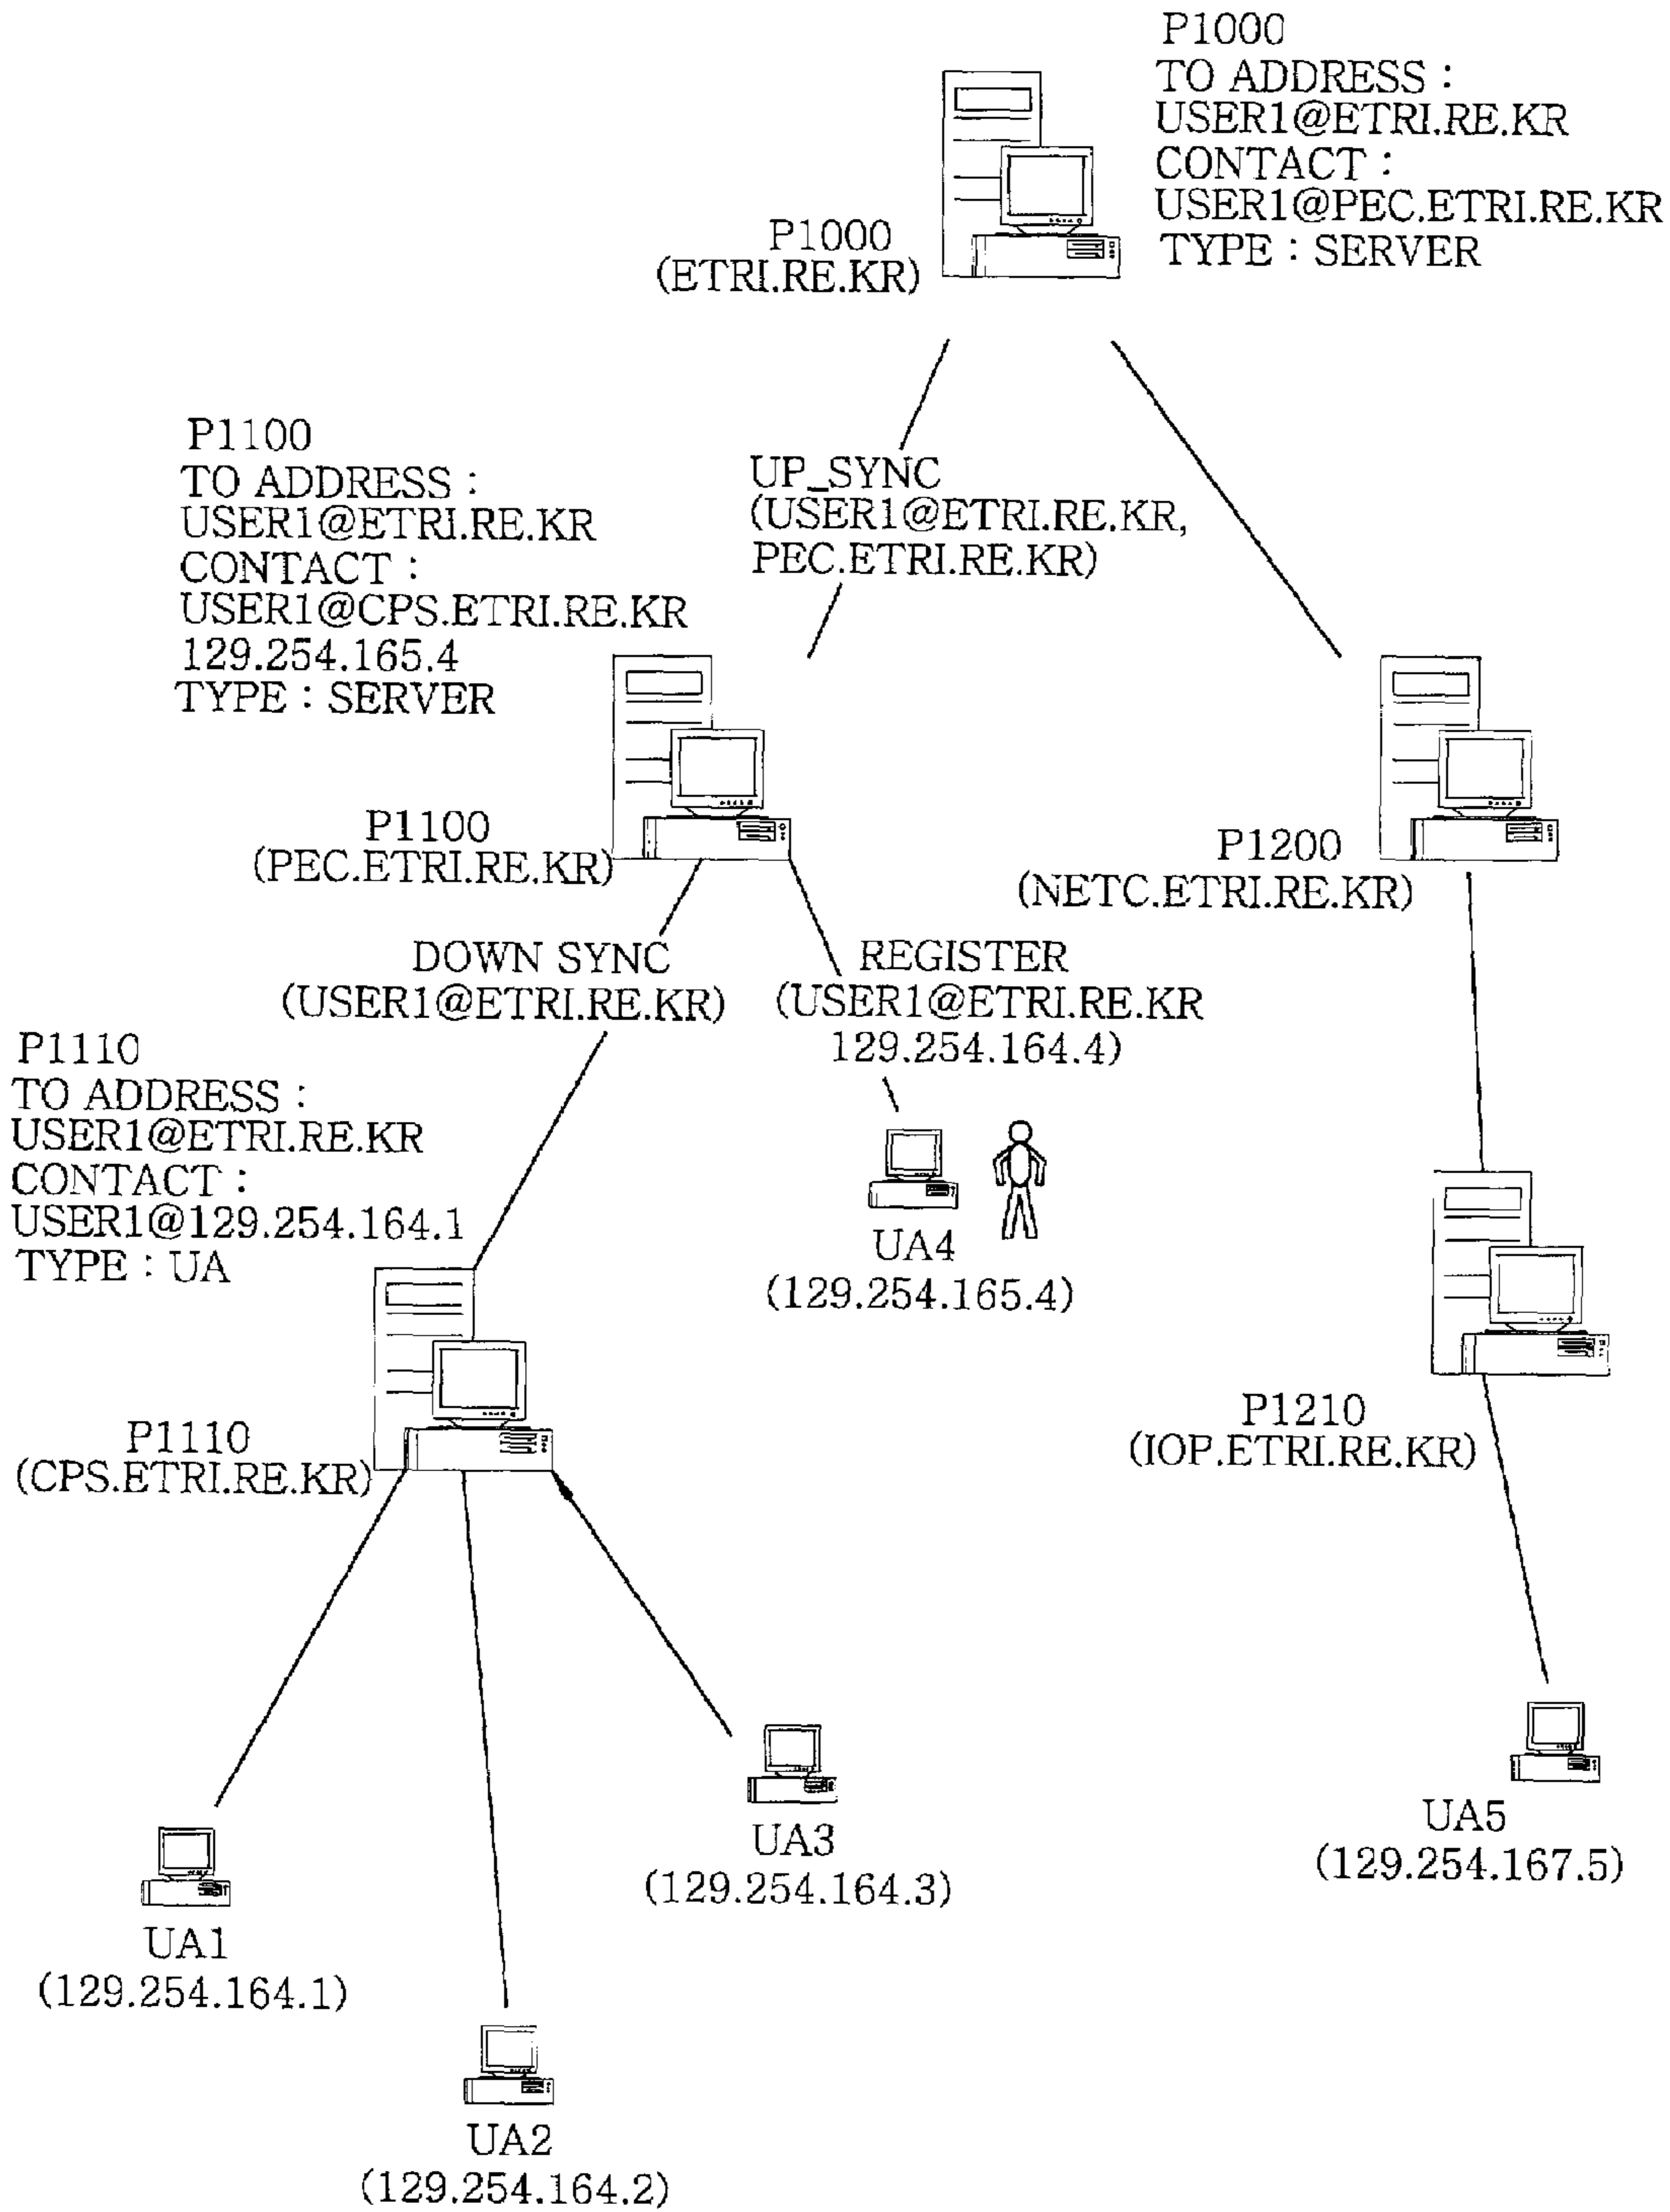 P1000
TO ADDRESS :
USER1@ETRI.RE.KR
CONTACT :
USER1@PEC.ETRI.RE.KR
TYPE : SERVER
P1000
(ETRI.RE.KR)
P1100
TO ADDRESS :
USER1@ETRI.RE.KR
CONTACT :
USER1@CPS.ETRI.RE.KR
129.254.165.4
TYPE : SERVER
UP_SYNC
(USER1@ETRI.RE.KR,
PEC.ETRI.RE.KR)
P1100
(PEC.ETRI.RE.KR)
P1200
(NETC.ETRI.RE.KR)
DOWN SYNC
(USER1@ETRI.RE.KR)
REGISTER
(USER1@ETRI.RE.KR
129.254.164.4)
P1110
TO ADDRESS :
USER1@ETRI.RE.KR
CONTACT :
USER1@129.254.164.1
TYPE : UA
UA4
(129.254.165.4)
P1110
(CPS.ETRI.RE.KR)
P1210
(IOP.ETRI.RE.KR)
UA3
(129.254.164.3)
UA5
(129.254.167.5)
UA1
(129.254.164.1)
UA2
(129.254.164.2)